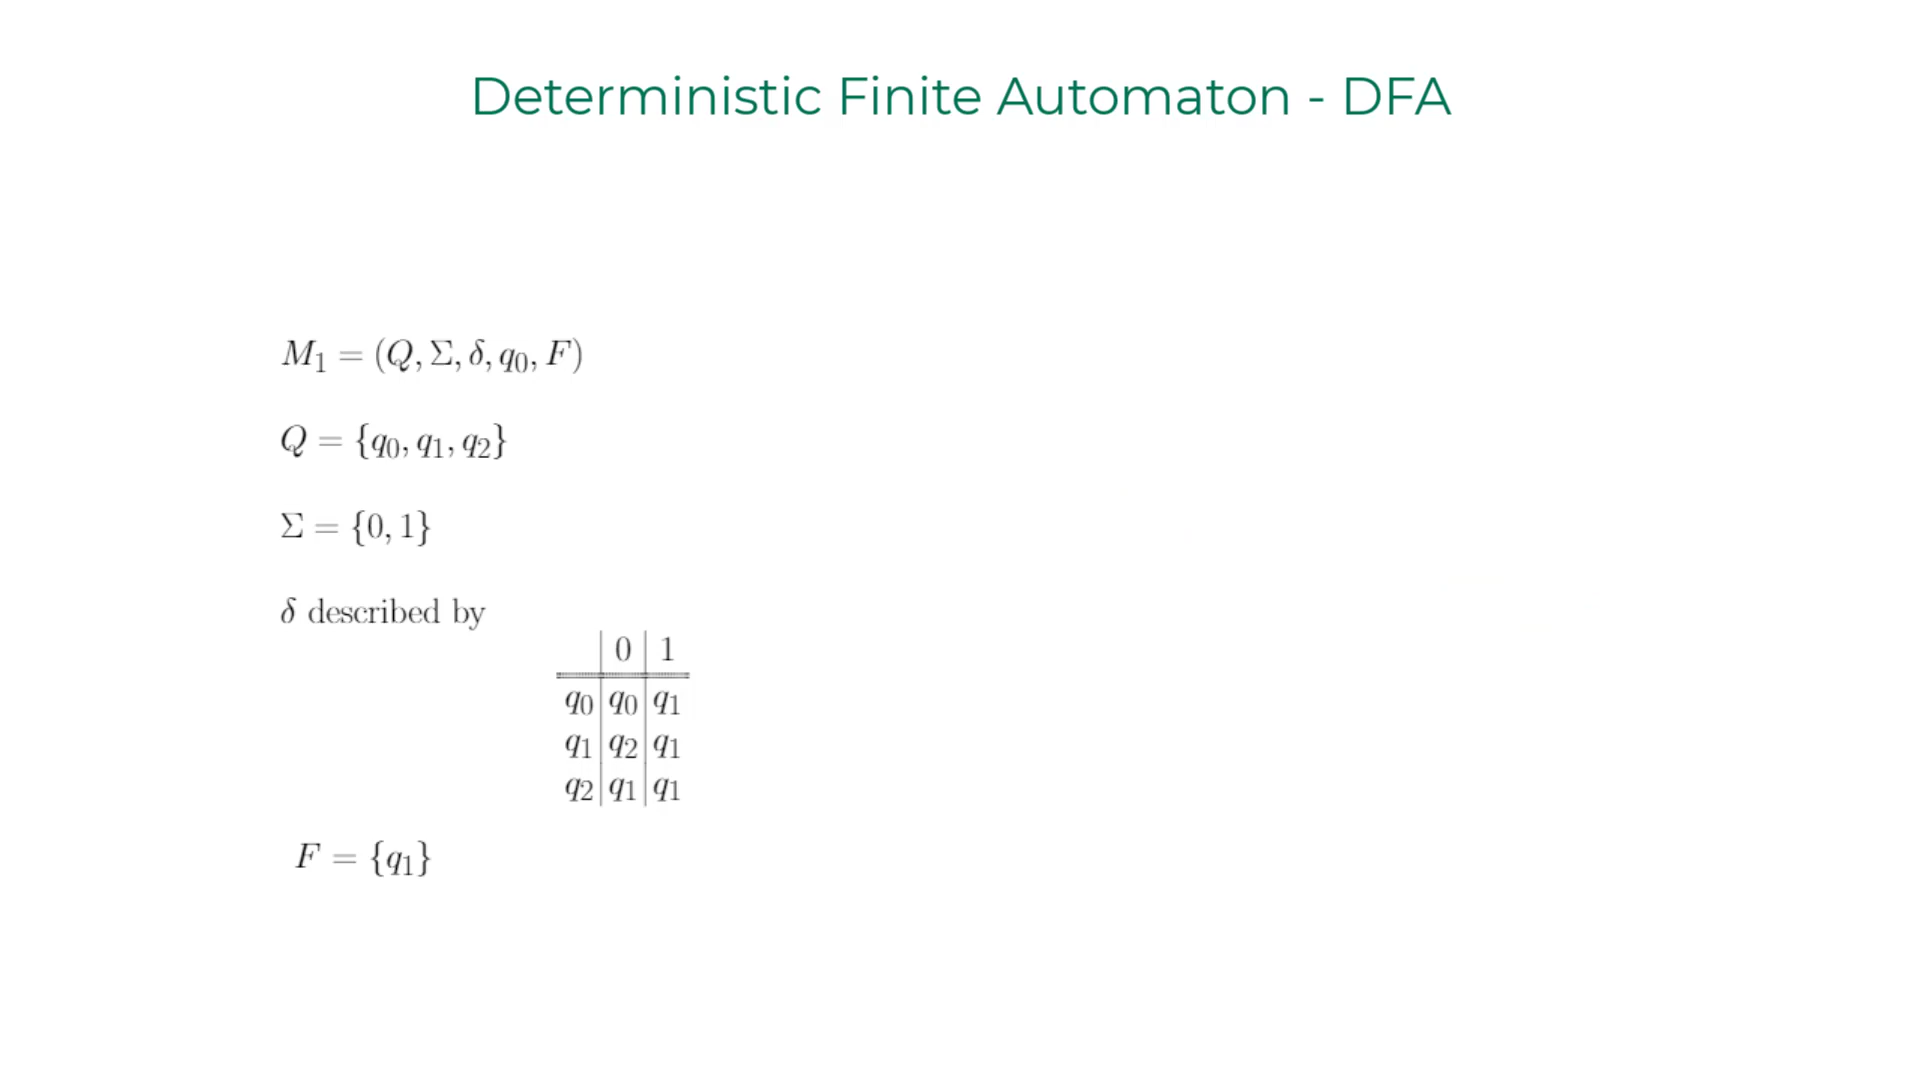 Deterministic Finite Automaton - DFA
M₁ = (Q, Σ, δ, q₀, F)
Q = {q₀, q₁, q₂}
Σ = {0, 1}
δ described by
0 1
q₀ q₀ q₁
q₁ q₂ q₁
q₂ q₁ q₁
F = {q₁}